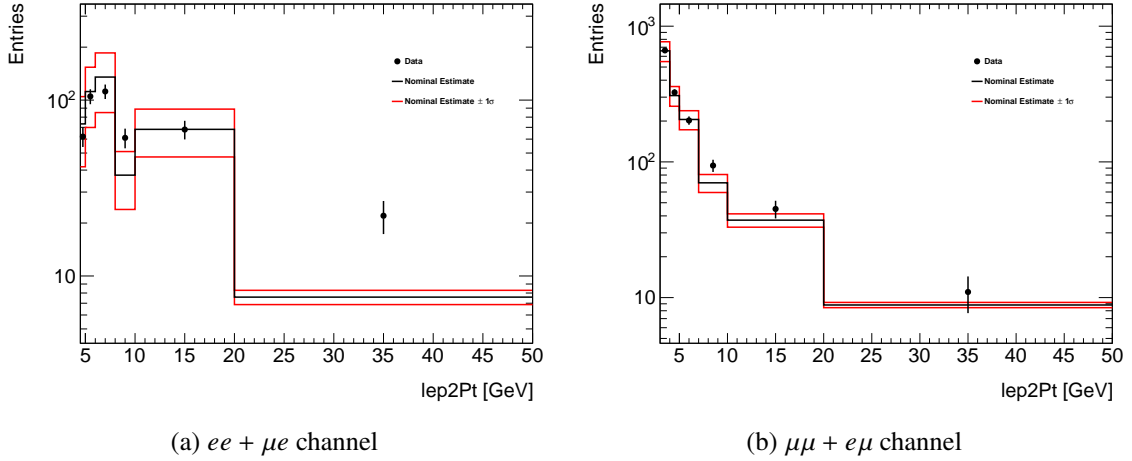 Entries
10²
10
5 10 15 20 25 30 35 40 45 50
lep2Pt [GeV]
Data
Nominal Estimate
Nominal Estimate ± 1σ
(a) ee + μe channel
Entries
10³
10²
10
5 10 15 20 25 30 35 40 45 50
lep2Pt [GeV]
Data
Nominal Estimate
Nominal Estimate ± 1σ
(b) μμ + eμ channel